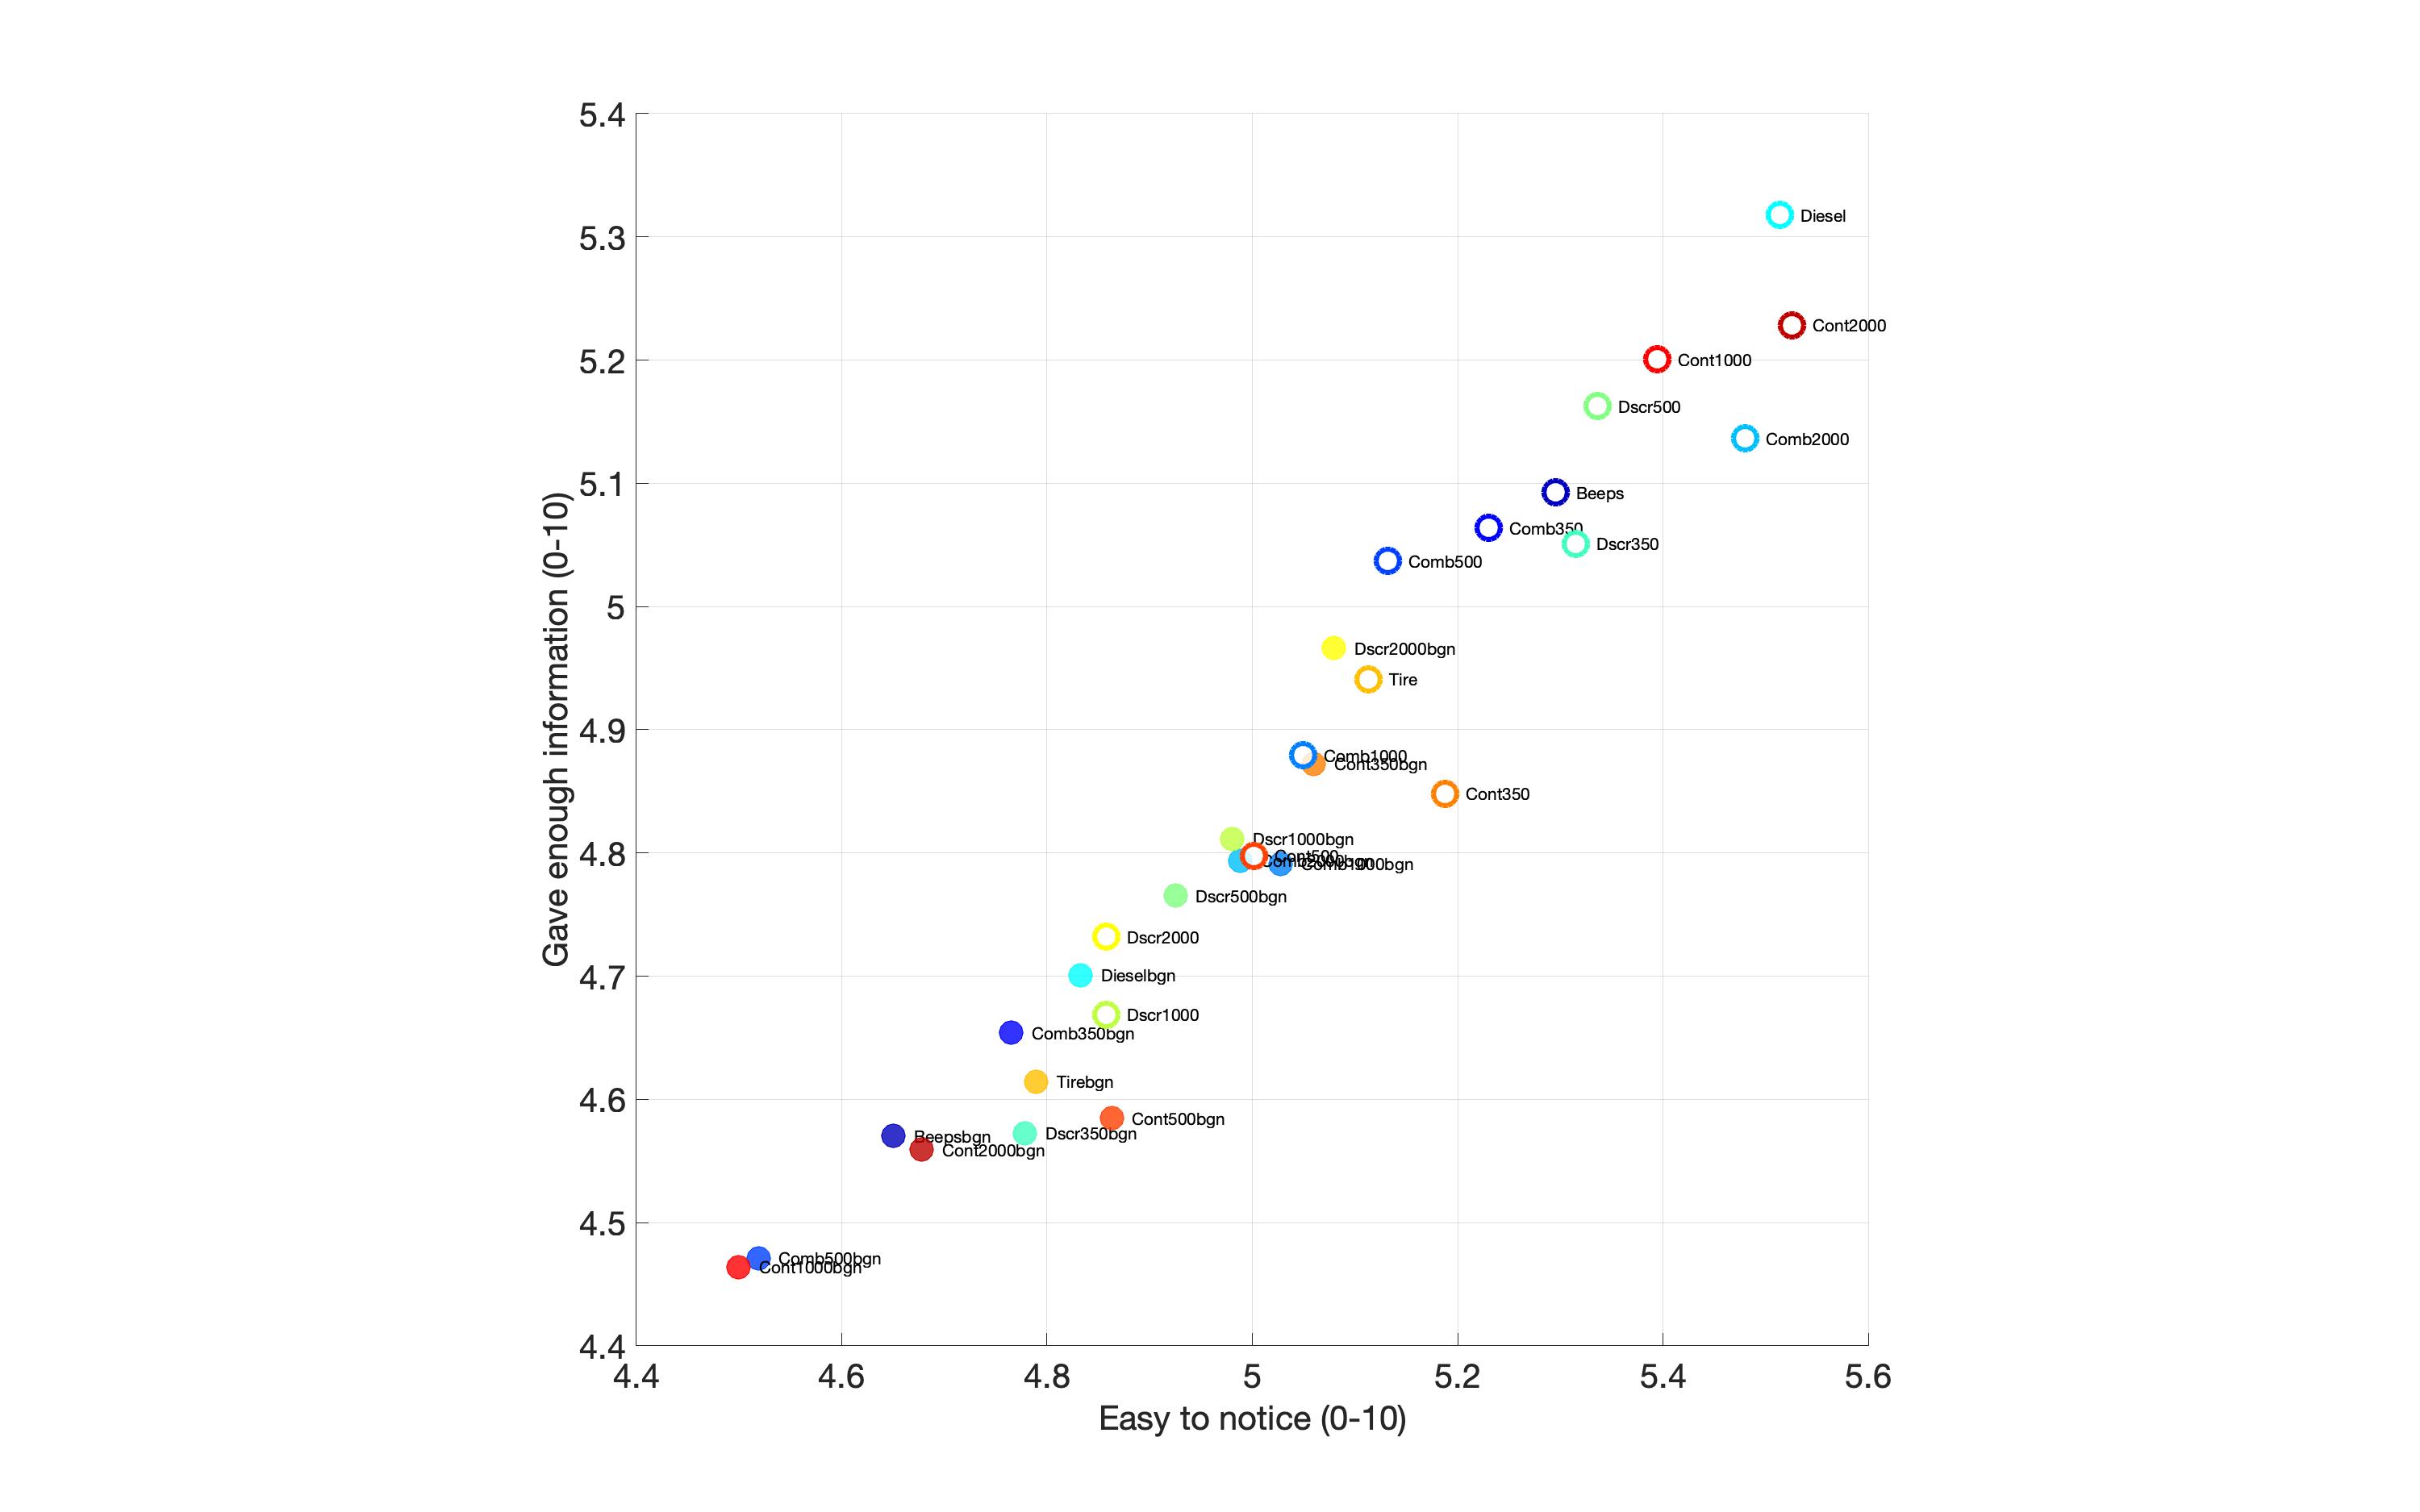 5.4
5.3
5.2
5.1
5
4.9
4.8
4.7
4.6
4.5
4.4
4.4
4.6
4.8
5
5.2
5.4
5.6
Easy to notice (0-10)
Gave enough information (0-10)
Diesel
Cont2000
Cont1000
Dscr500
Comb2000
Beeps
Comb350
Dscr350
Comb500
Dscr2000bgn
Tire
Comb1000
Cont350bgn
Cont350
Dscr1000bgn
Cont500
Comb2000bgn
Comb1000bgn
Dscr500bgn
Dscr2000
Dieselbgn
Dscr1000
Comb350bgn
Tirebgn
Cont500bgn
Dscr350bgn
Beepsbgn
Cont2000bgn
Comb500bgn
Cont1000bgn